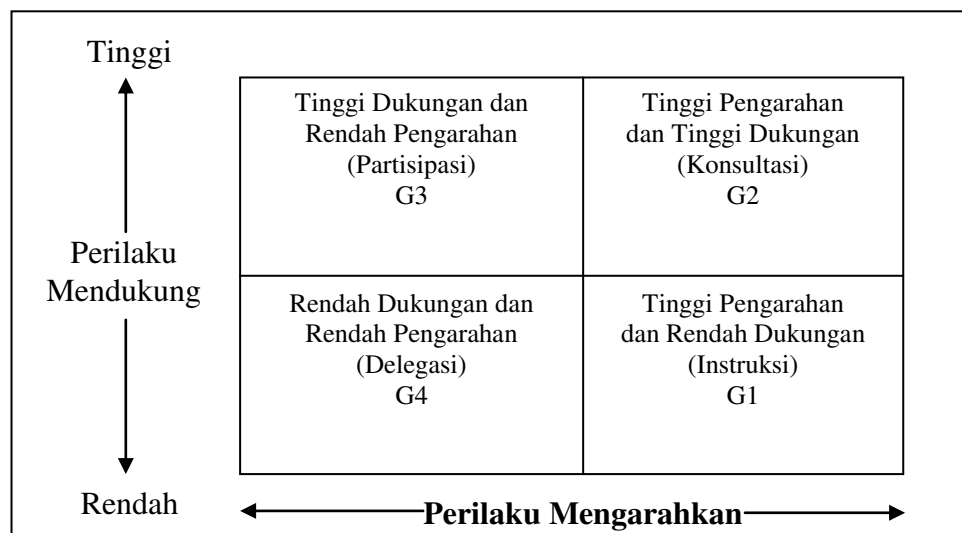 Tinggi
Tinggi Dukungan dan
Rendah Pengarahan
(Partisipasi)
G3
Tinggi Pengarahan
dan Tinggi Dukungan
(Konsultasi)
G2
Perilaku
Mendukung
Rendah Dukungan dan
Rendah Pengarahan
(Delegasi)
G4
Tinggi Pengarahan
dan Rendah Dukungan
(Instruksi)
G1
Rendah
Perilaku Mengarahkan